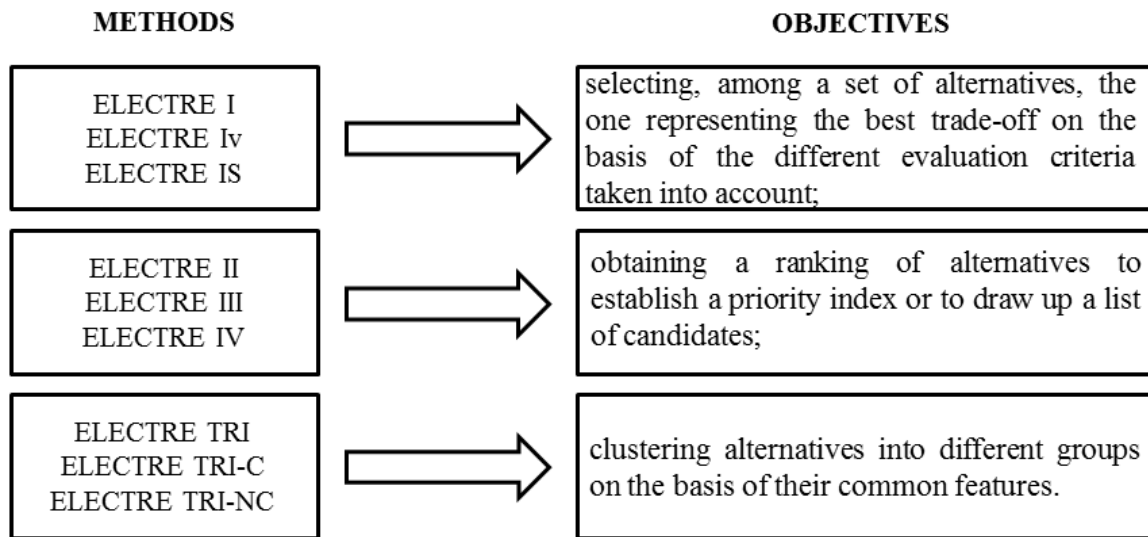 METHODS
OBJECTIVES
ELECTRE I
ELECTRE Iv
ELECTRE IS
selecting, among a set of alternatives, the
one representing the best trade-off on the
basis of the different evaluation criteria
taken into account;
ELECTRE II
ELECTRE III
ELECTRE IV
obtaining a ranking of alternatives to
establish a priority index or to draw up a list
of candidates;
ELECTRE TRI
ELECTRE TRI-C
ELECTRE TRI-NC
clustering alternatives into different groups
on the basis of their common features.